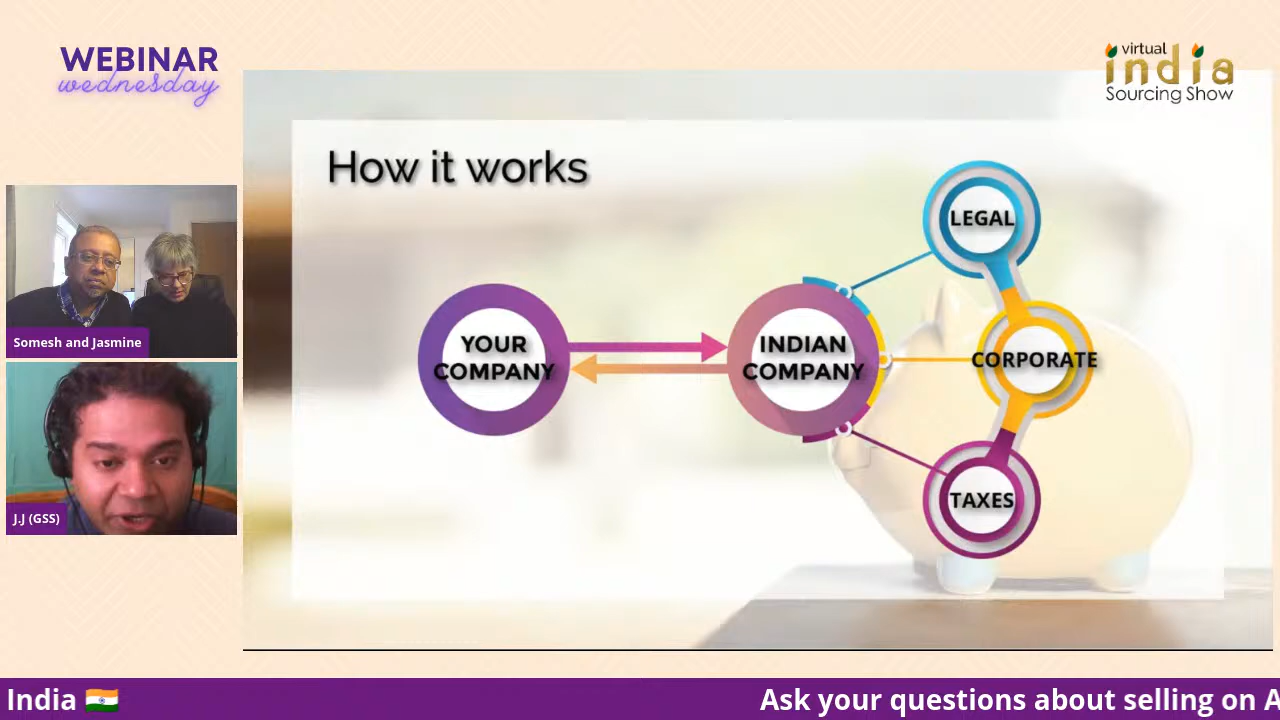 WEBINAR
wednesday
virtual
india
Sourcing Show
How it works
LEGAL
YOUR
COMPANY
INDIAN
COMPANY
CORPORATE
TAXES
Somesh and Jasmine
J.J (GSS)
India 🇮🇳
Ask your questions about selling on A